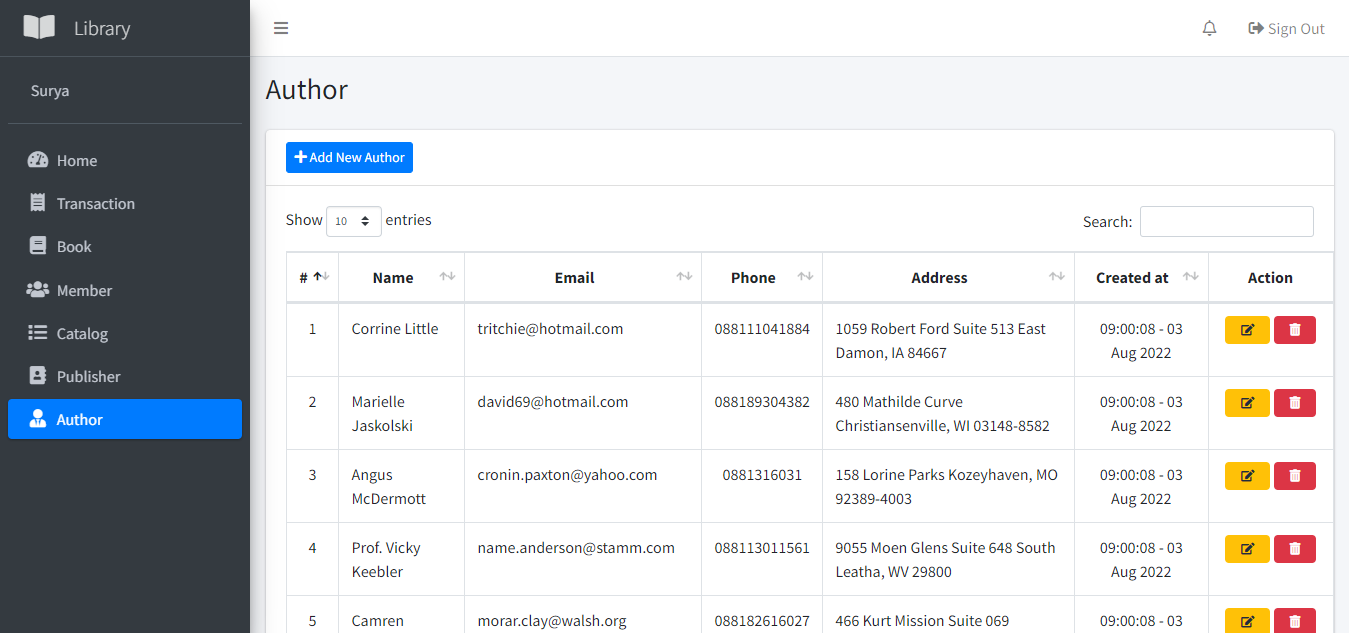 Library
Sign Out
Surya
Home
Transaction
Book
Member
Catalog
Publisher
Author
Author
Add New Author
Show 10 entries
Search:
# Name Email Phone Address Created at Action
1 Corrine Little tritchie@hotmail.com 088111041884 1059 Robert Ford Suite 513 East 09:00:08 - 03
Damon, IA 84667 Aug 2022
2 Marielle david69@hotmail.com 088189304382 480 Mathilde Curve 09:00:08 - 03
Jaskolski Christiansenville, WI 03148-8582 Aug 2022
3 Angus cronin.paxton@yahoo.com 0881316031 158 Lorine Parks Kozeyhaven, MO 09:00:08 - 03
McDermott 92389-4003 Aug 2022
4 Prof. Vicky name.anderson@stamm.com 088113011561 9055 Moen Glens Suite 648 South 09:00:08 - 03
Keebler Leatha, WV 29800 Aug 2022
5 Camren morar.clay@walsh.org 088182616027 466 Kurt Mission Suite 069 09:00:08 - 03